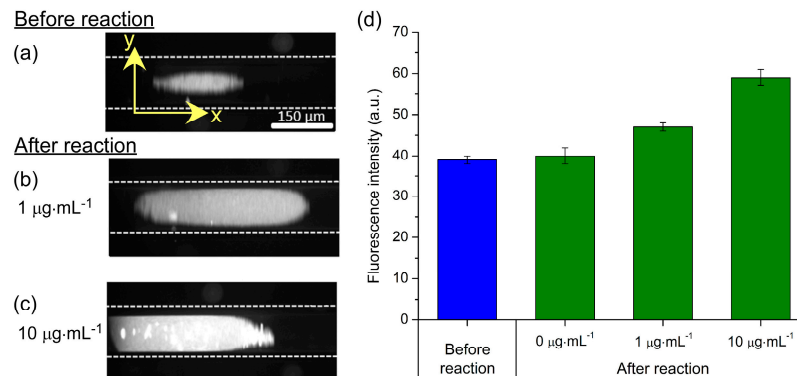 Before reaction
(a)
y
x
150 µm
After reaction
(b)
1 µg·mL⁻¹
(c)
10 µg·mL⁻¹
(d)
Fluorescence intensity (a.u.)
70
60
50
40
30
20
10
0
Before
reaction
0 µg·mL⁻¹
1 µg·mL⁻¹
10 µg·mL⁻¹
After reaction